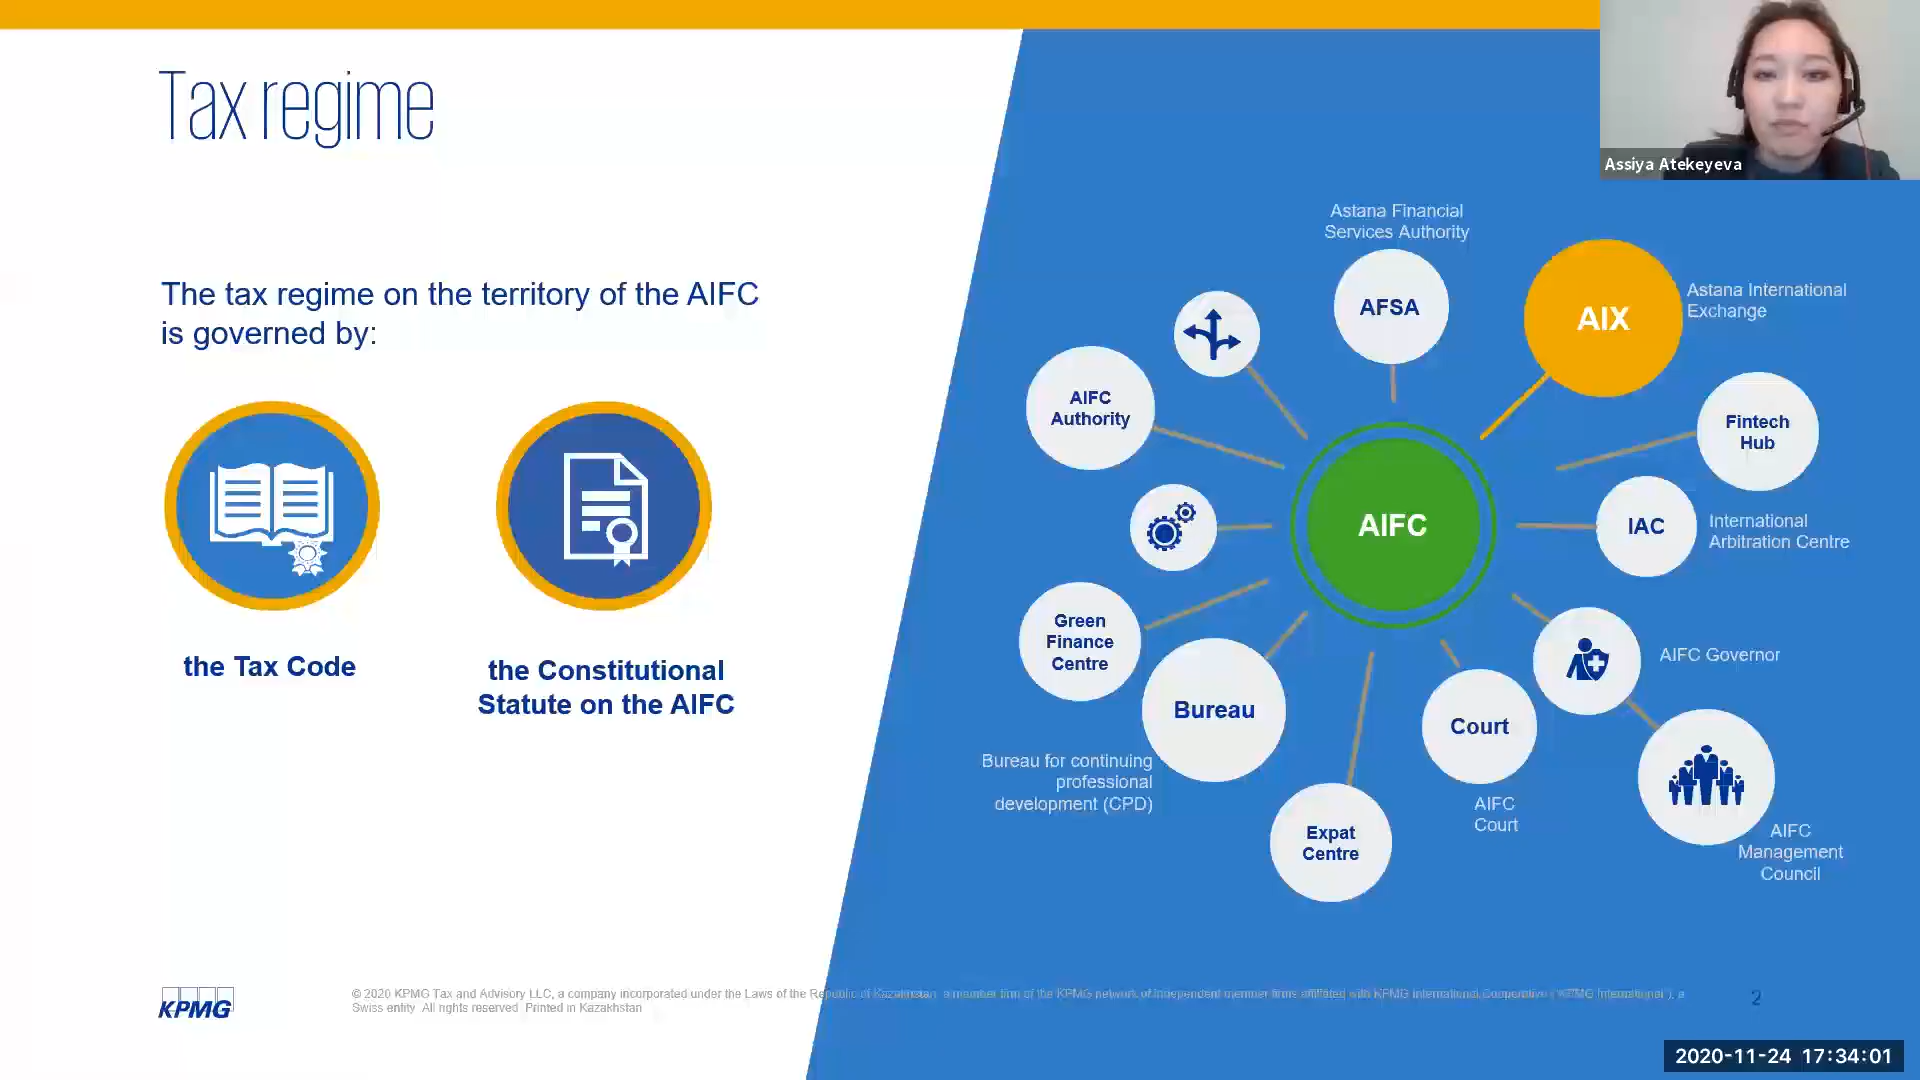 Tax regime
Assiya Atekeyeva
The tax regime on the territory of the AIFC
is governed by:
the Tax Code
the Constitutional
Statute on the AIFC
Astana Financial
Services Authority
AFSA
AIX
Astana International
Exchange
AIFC
Authority
Fintech
Hub
AIFC
IAC
International
Arbitration Centre
Green
Finance
Centre
AIFC Governor
Bureau
Court
Bureau for continuing
professional
development (CPD)
AIFC
Court
Expat
Centre
AIFC
Management
Council
KPMG
© 2020 KPMG Tax and Advisory LLC, a company incorporated under the Laws of the Republic of Kazakhstan, a member firm of the KPMG network of independent member firms affiliated with KPMG International Cooperative ("KPMG International"), a
Swiss entity. All rights reserved. Printed in Kazakhstan
2
2020-11-24 17:34:01